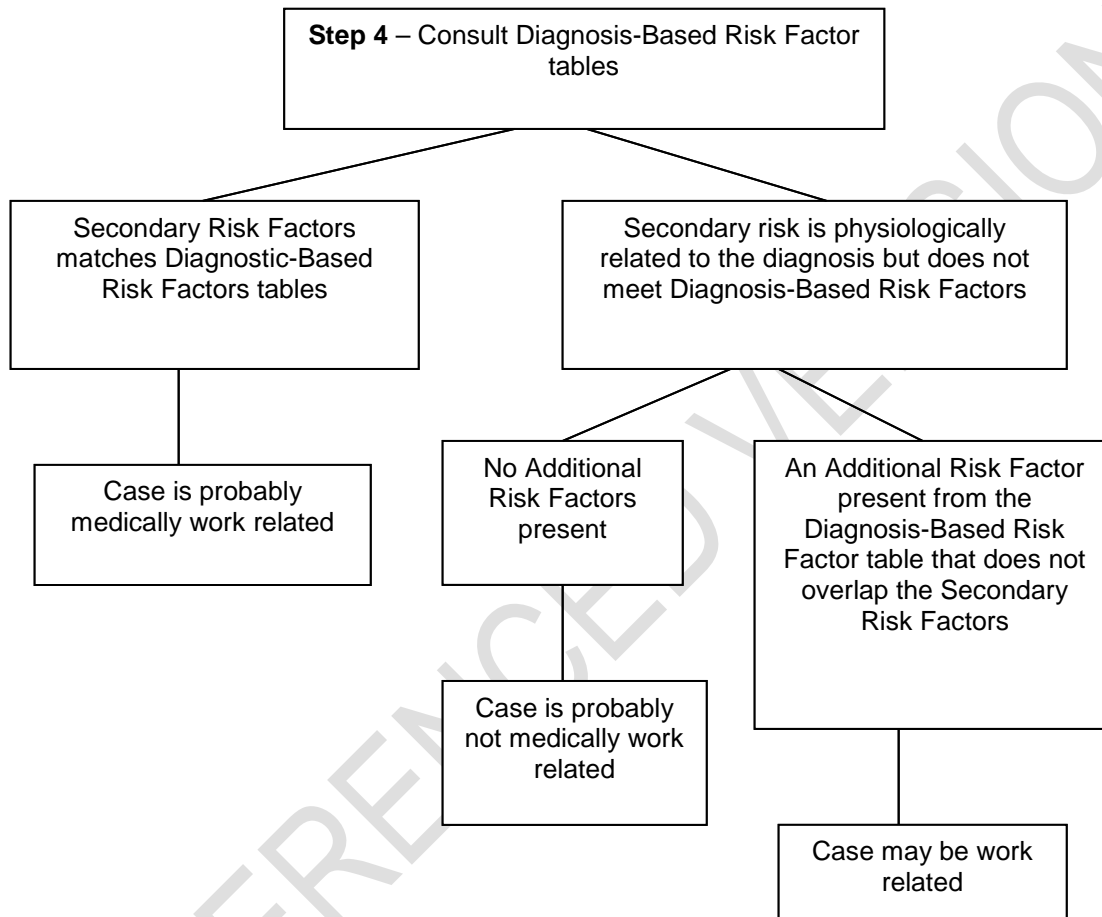 Step 4 – Consult Diagnosis-Based Risk Factor
tables
Secondary Risk Factors
matches Diagnostic-Based
Risk Factors tables
Secondary risk is physiologically
related to the diagnosis but does not
meet Diagnosis-Based Risk Factors
Case is probably
medically work related
No Additional
Risk Factors
present
An Additional Risk Factor
present from the
Diagnosis-Based Risk
Factor table that does not
overlap the Secondary
Risk Factors
Case is probably
not medically work
related
Case may be work
related